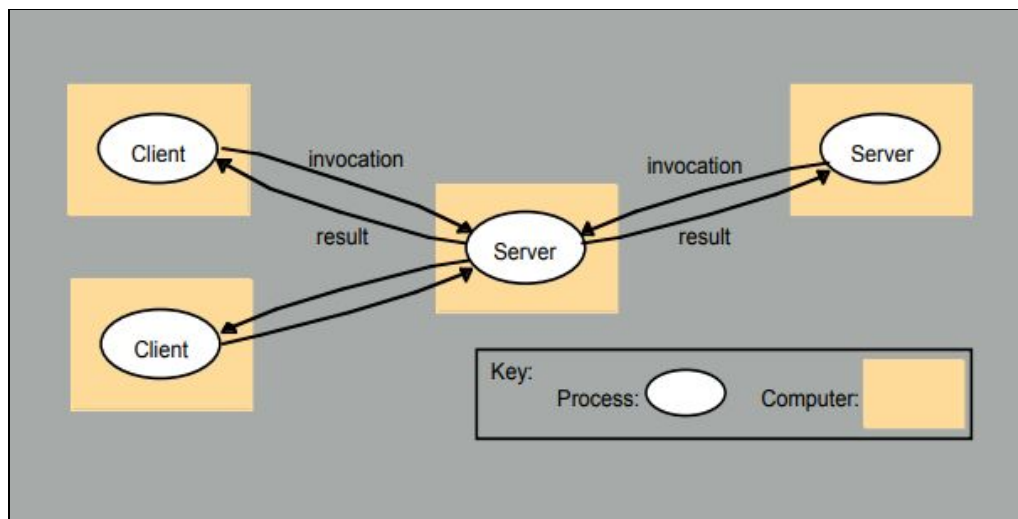 Client
invocation
result
Server
invocation
result
Server
Client
Key:
Process:
Computer: